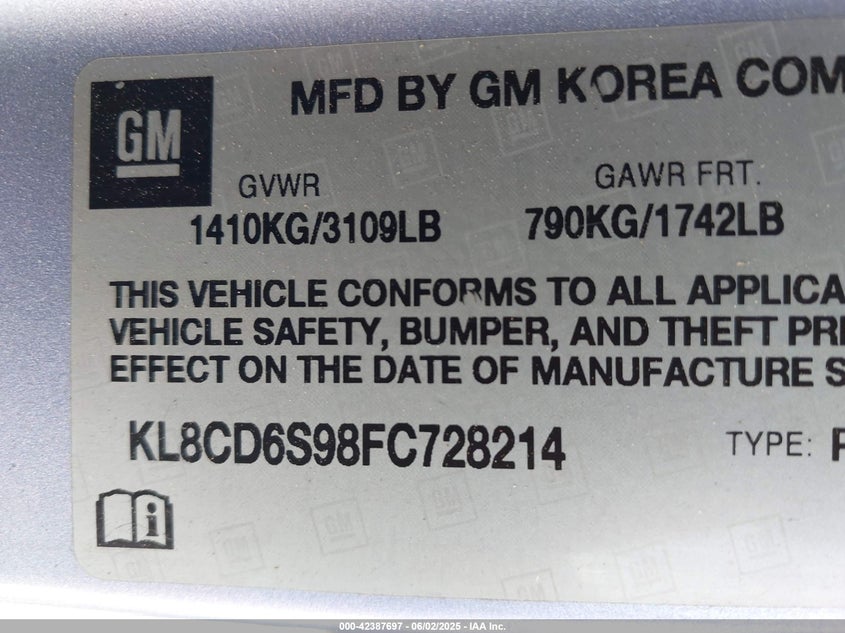 GM
MFD BY GM KOREA COM
GVWR
GAWR FRT.
1410KG/3109LB
790KG/1742LB
THIS VEHICLE CONFORMS TO ALL APPLICA
VEHICLE SAFETY, BUMPER, AND THEFT PRE
EFFECT ON THE DATE OF MANUFACTURE S
KL8CD6S98FC728214
TYPE: P
i
000-42387697 - 06/02/2025 - IAA Inc.